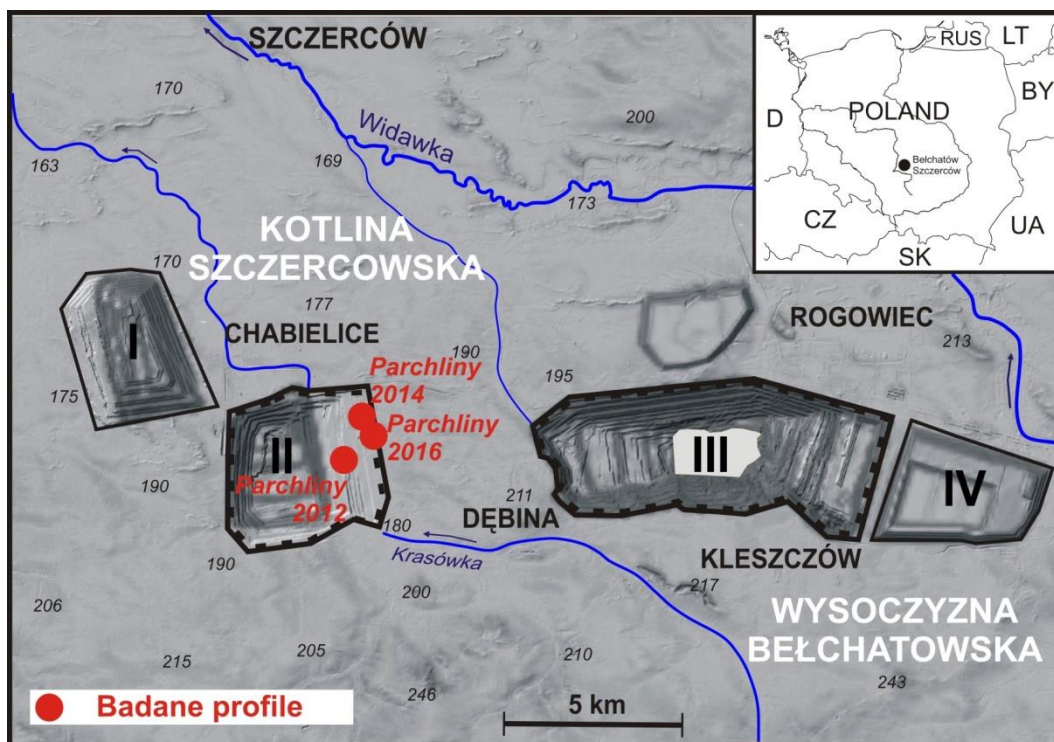 SZCZERCÓW
170
Widawka
200
163
169
173
KOTLINA
SZCZERCOWSKA
170
177
CHABIELICE
I
175
190
195
ROGOWIEC
213
Parchliny
2014
Parchliny
2016
II
III
Parchliny
2012
190
211
DĘBINA
IV
180
Krasówka
190
KLESZCZÓW
217
200
206
WYSOCZYZNA
BEŁCHATOWSKA
205
215
210
246
243
5 km
Badane profile
RUS
LT
BY
POLAND
D
Bełchatów
Szczerców
CZ
UA
SK